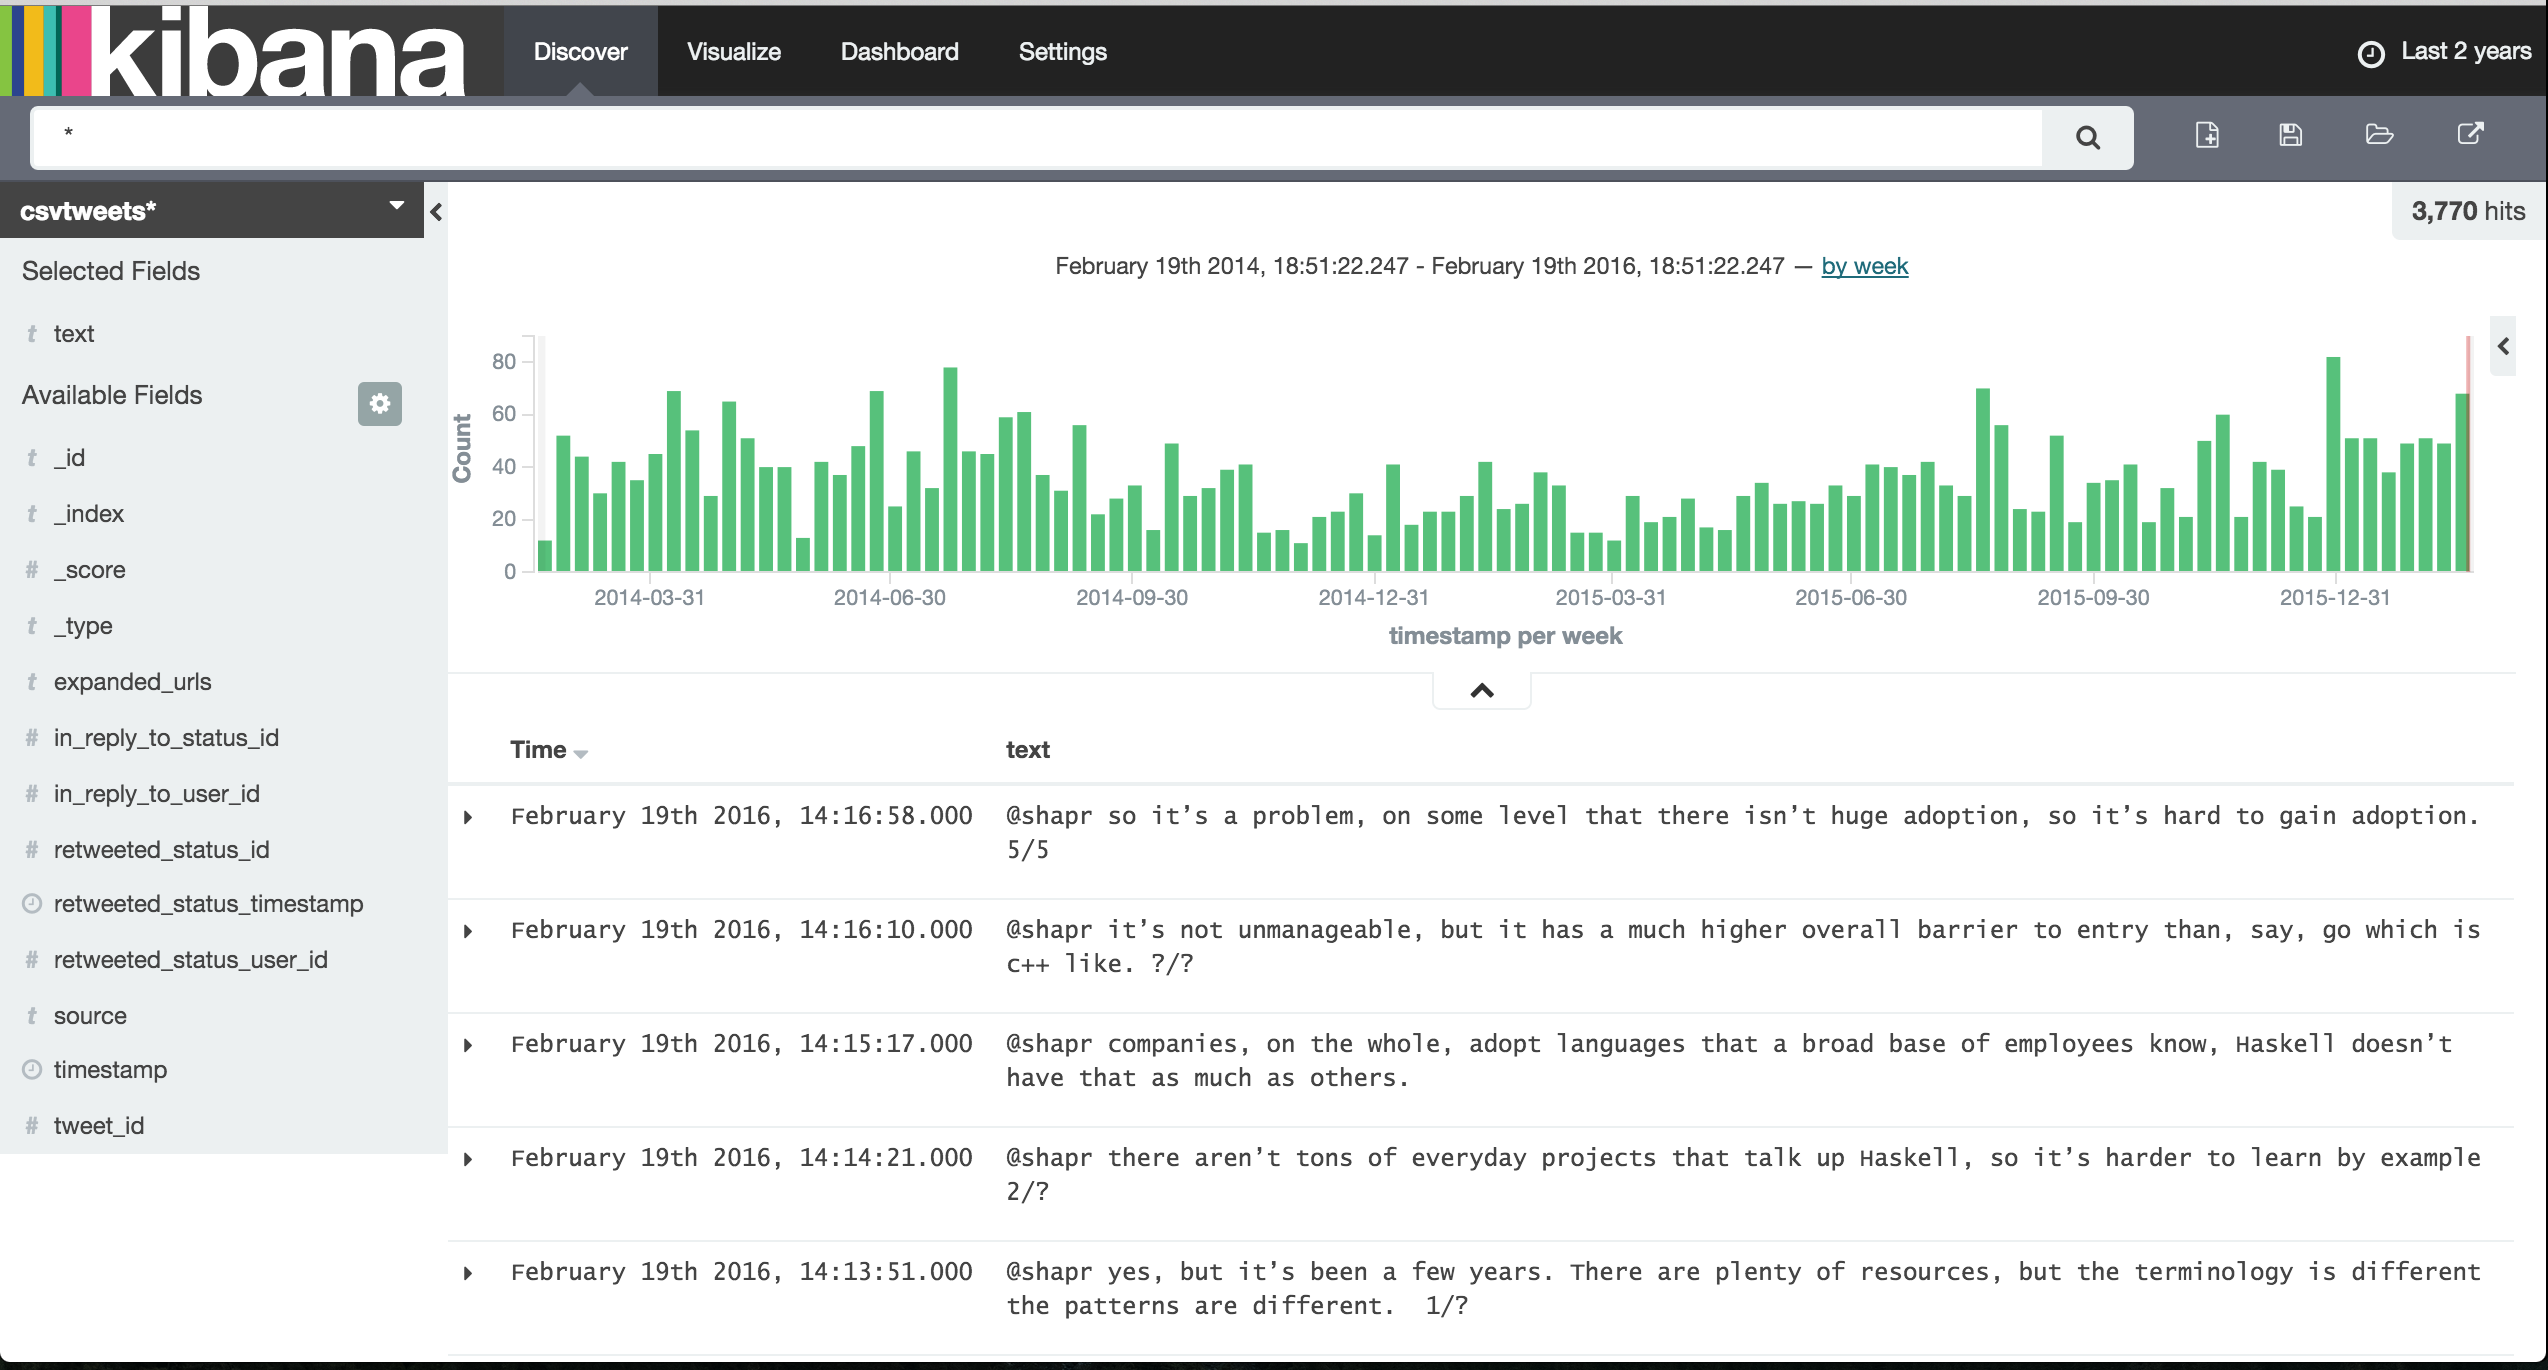 kibana
Discover
Visualize
Dashboard
Settings
Last 2 years
*
csvtweets*
3,770 hits
Selected Fields
t text
Available Fields
t _id
t _index
# _score
t _type
t expanded_urls
# in_reply_to_status_id
# in_reply_to_user_id
# retweeted_status_id
retweeted_status_timestamp
# retweeted_status_user_id
t source
timestamp
# tweet_id
February 19th 2014, 18:51:22.247 - February 19th 2016, 18:51:22.247 — by week
Count
80
60
40
20
0
2014-03-31
2014-06-30
2014-09-30
2014-12-31
2015-03-31
2015-06-30
2015-09-30
2015-12-31
timestamp per week
Time
text
February 19th 2016, 14:16:58.000
@shapr so it’s a problem, on some level that there isn’t huge adoption, so it’s hard to gain adoption.
5/5
February 19th 2016, 14:16:10.000
@shapr it’s not unmanageable, but it has a much higher overall barrier to entry than, say, go which is
c++ like. ?/?
February 19th 2016, 14:15:17.000
@shapr companies, on the whole, adopt languages that a broad base of employees know, Haskell doesn’t
have that as much as others.
February 19th 2016, 14:14:21.000
@shapr there aren’t tons of everyday projects that talk up Haskell, so it’s harder to learn by example
2/?
February 19th 2016, 14:13:51.000
@shapr yes, but it’s been a few years. There are plenty of resources, but the terminology is different
the patterns are different.  1/?